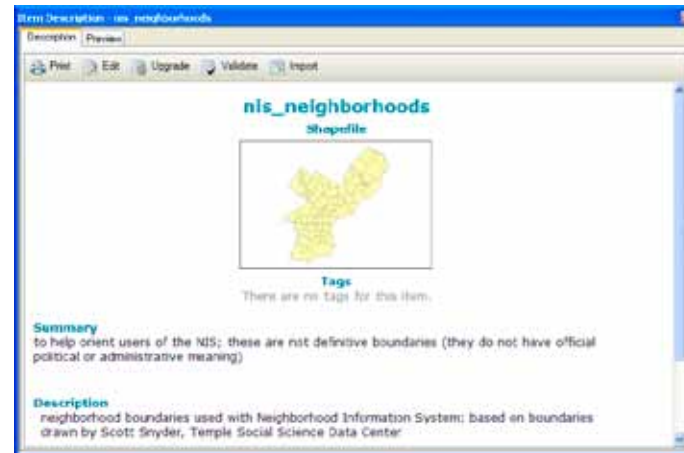 Item Description - nis_neighborhoods
Description Preview
Print Edit Upgrade Validate Import
nis_neighborhoods
Shapefile
Tags
There are no tags for this item.
Summary
to help orient users of the NIS; these are not definitive boundaries (they do not have official
political or administrative meaning)
Description
neighborhood boundaries used with Neighborhood Information System; based on boundaries
drawn by Scott Snyder, Temple Social Science Data Center